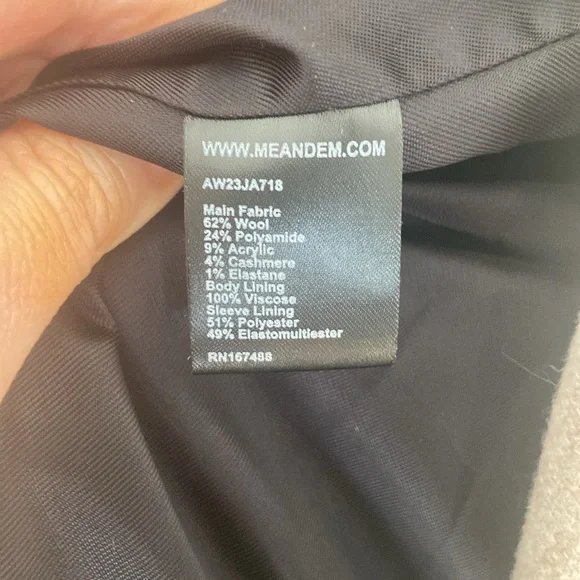 WWW.MEANDEM.COM
AW23JA718
Main Fabric
62% Wool
24% Polyamide
9% Acrylic
4% Cashmere
1% Elastane
Body Lining
100% Viscose
Sleeve Lining
51% Polyester
49% Elastomultiester
RN167488